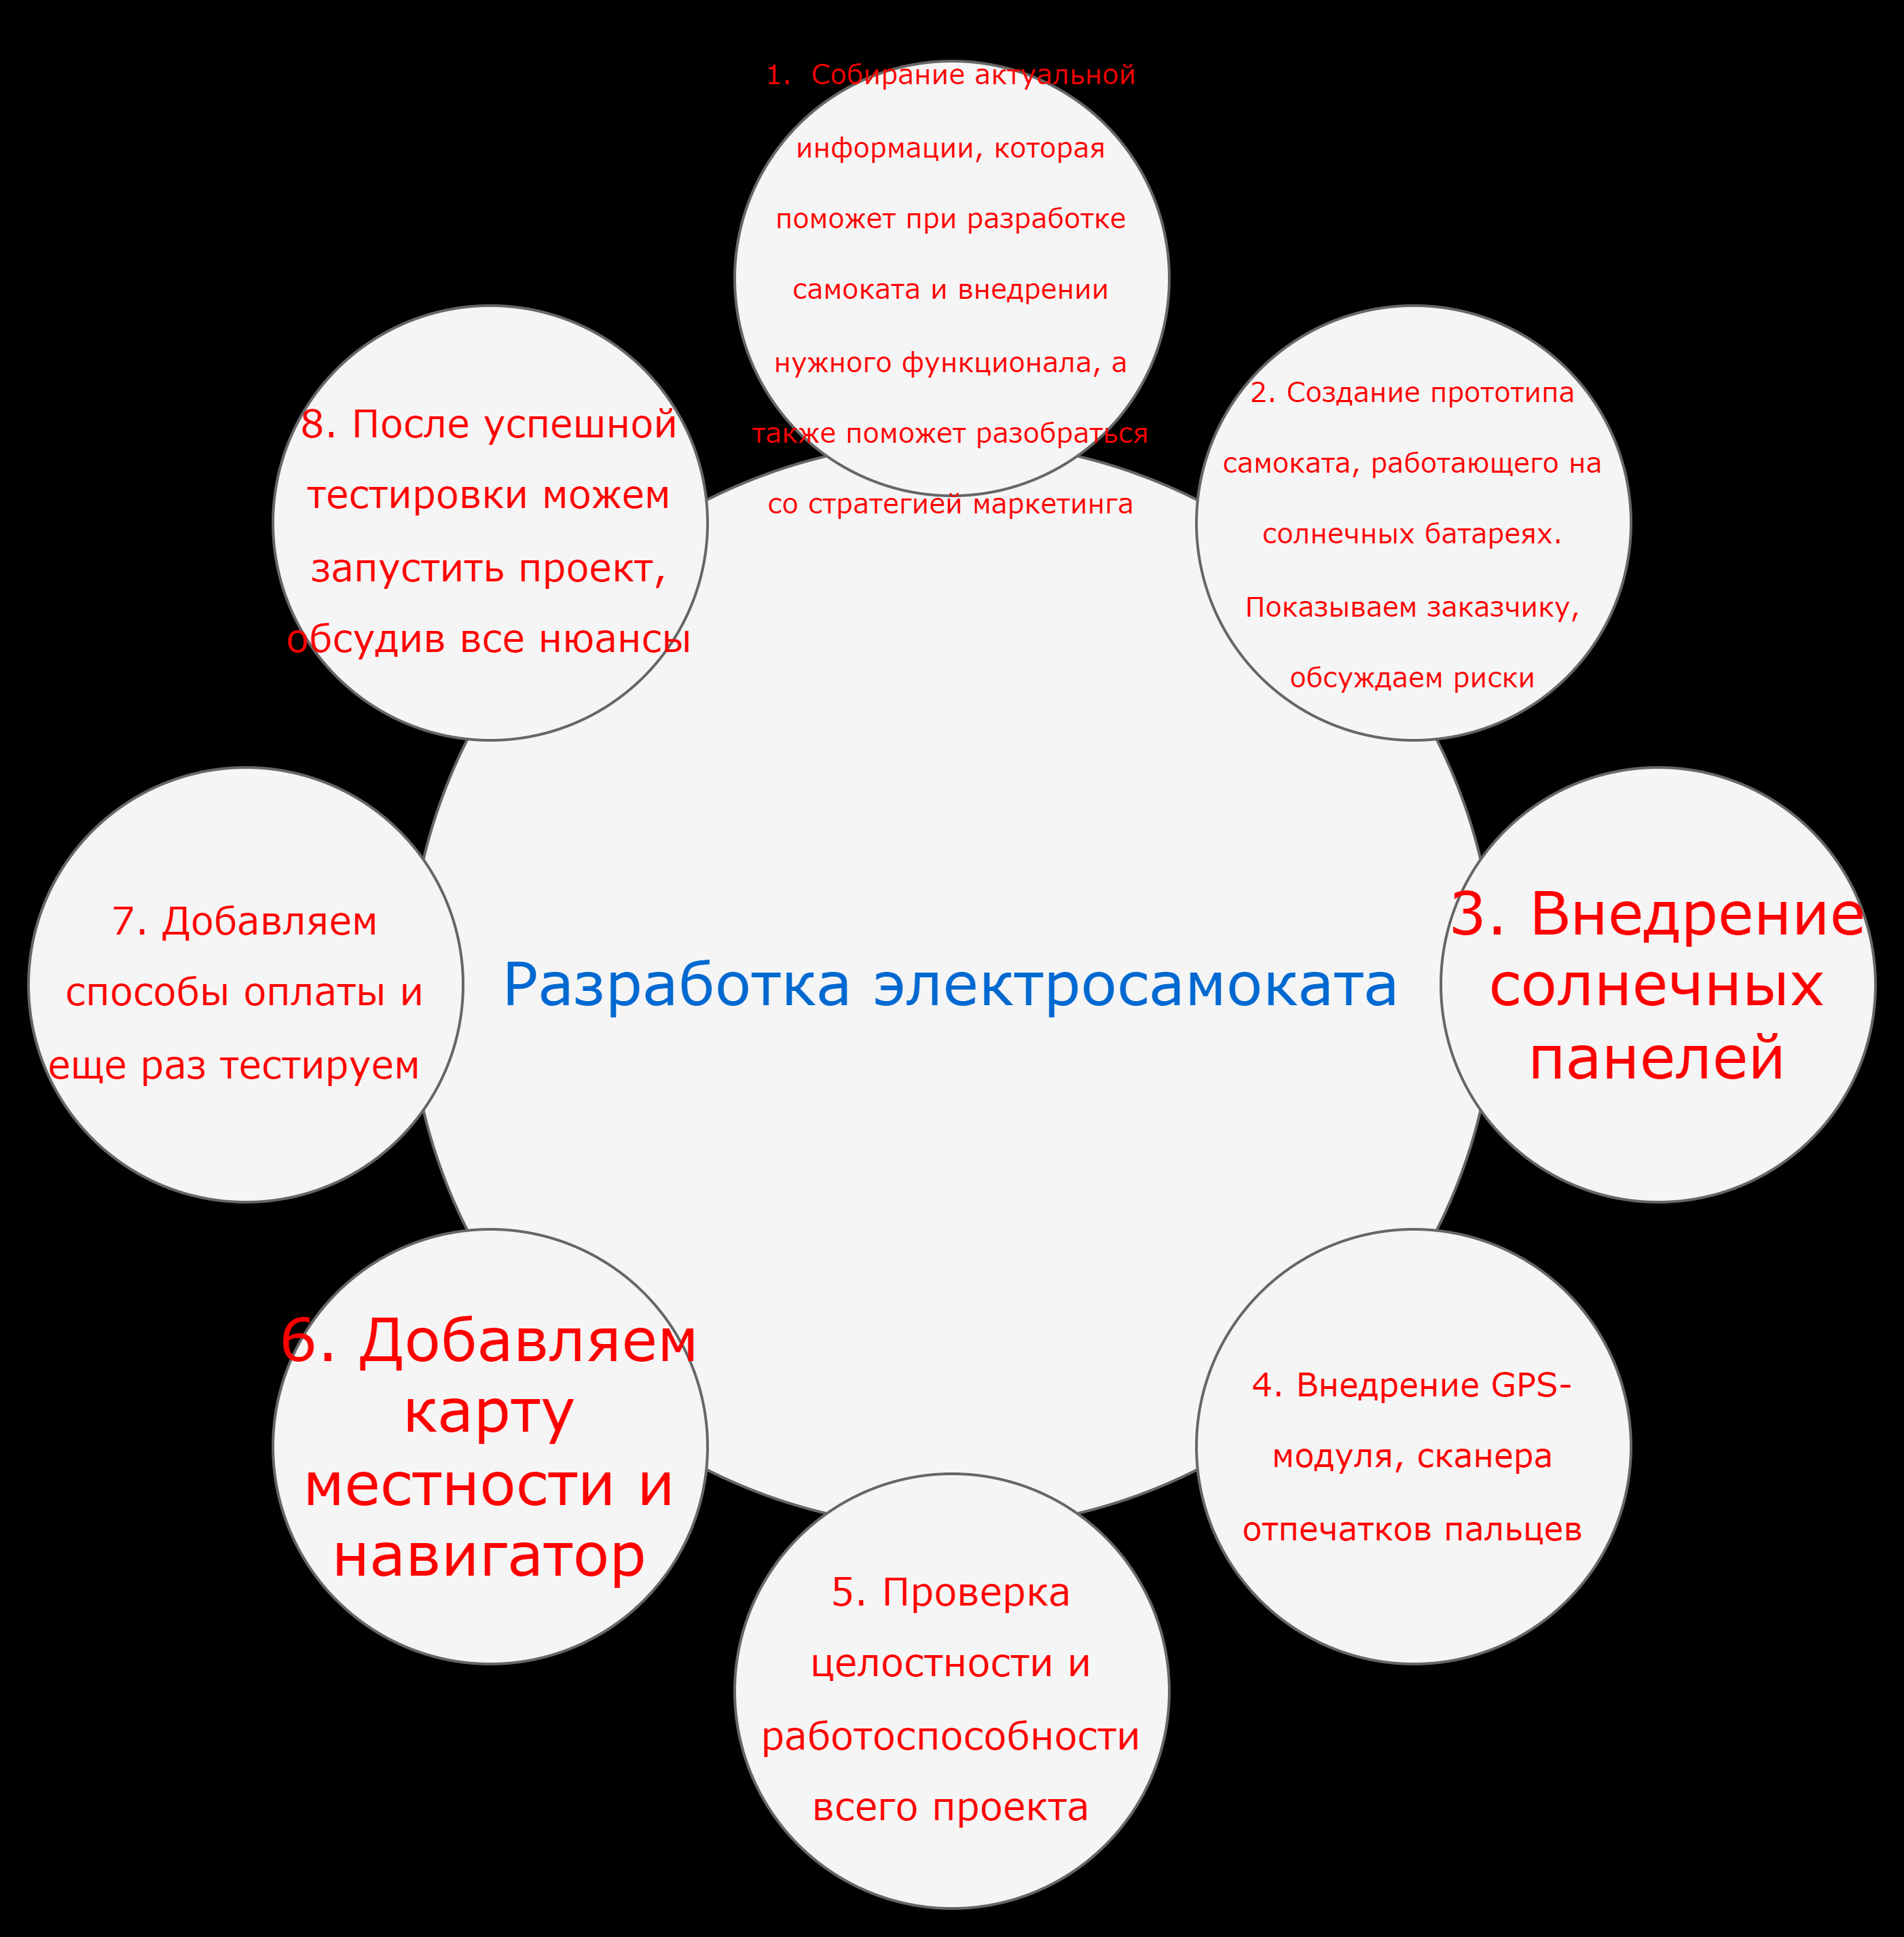 1. Собирание актуальной
информации, которая
поможет при разработке
самоката и внедрении
нужного функционала, а
также поможет разобраться
со стратегией маркетинга
2. Создание прототипа
самоката, работающего на
солнечных батареях.
Показываем заказчику,
обсуждаем риски
3. Внедрение
солнечных
панелей
4. Внедрение GPS-
модуля, сканера
отпечатков пальцев
5. Проверка
целостности и
работоспособности
всего проекта
6. Добавляем
карту
местности и
навигатор
7. Добавляем
способы оплаты и
еще раз тестируем
8. После успешной
тестировки можем
запустить проект,
обсудив все нюансы
Разработка электросамоката